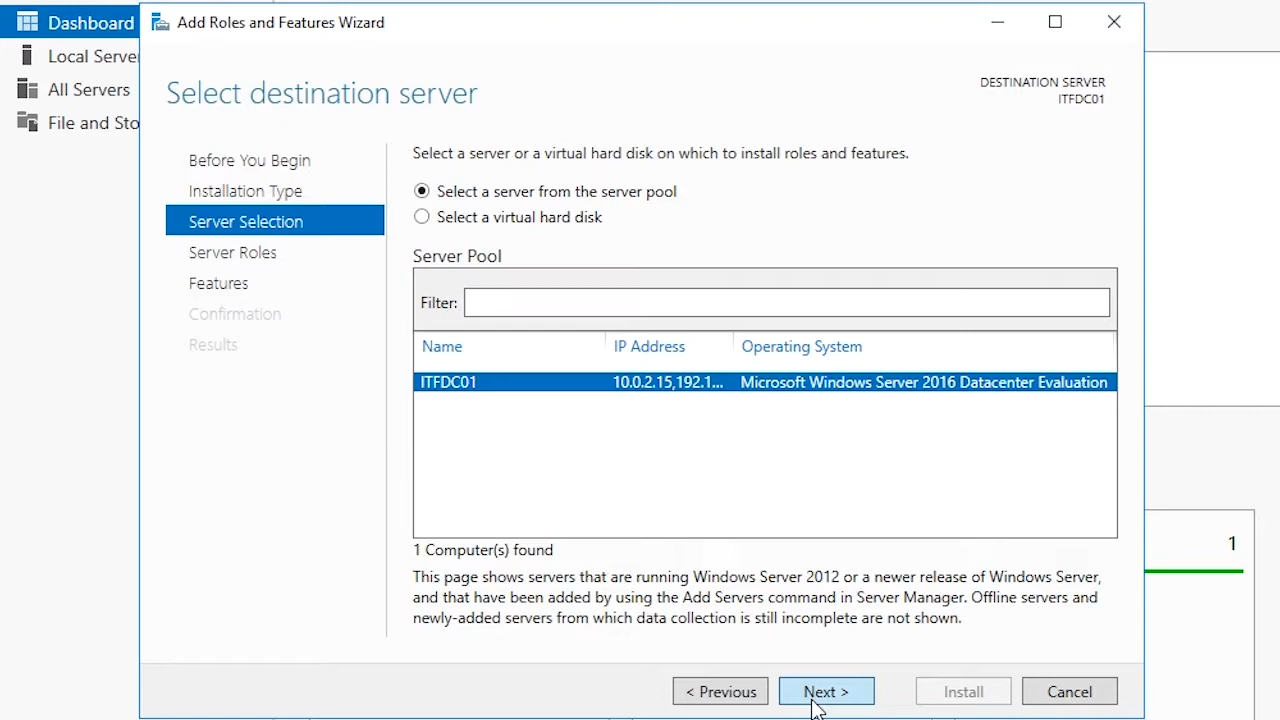 Dashboard
Local Serve
All Servers
File and Sto
Add Roles and Features Wizard
Select destination server
DESTINATION SERVER
ITFDC01
Before You Begin
Installation Type
Server Selection
Server Roles
Features
Confirmation
Results
Select a server or a virtual hard disk on which to install roles and features.
Select a server from the server pool
Select a virtual hard disk
Server Pool
Filter:
Name IP Address Operating System
ITFDC01 10.0.2.15,192.1... Microsoft Windows Server 2016 Datacenter Evaluation
1 Computer(s) found
This page shows servers that are running Windows Server 2012 or a newer release of Windows Server,
and that have been added by using the Add Servers command in Server Manager. Offline servers and
newly-added servers from which data collection is still incomplete are not shown.
< Previous Next > Install Cancel
1